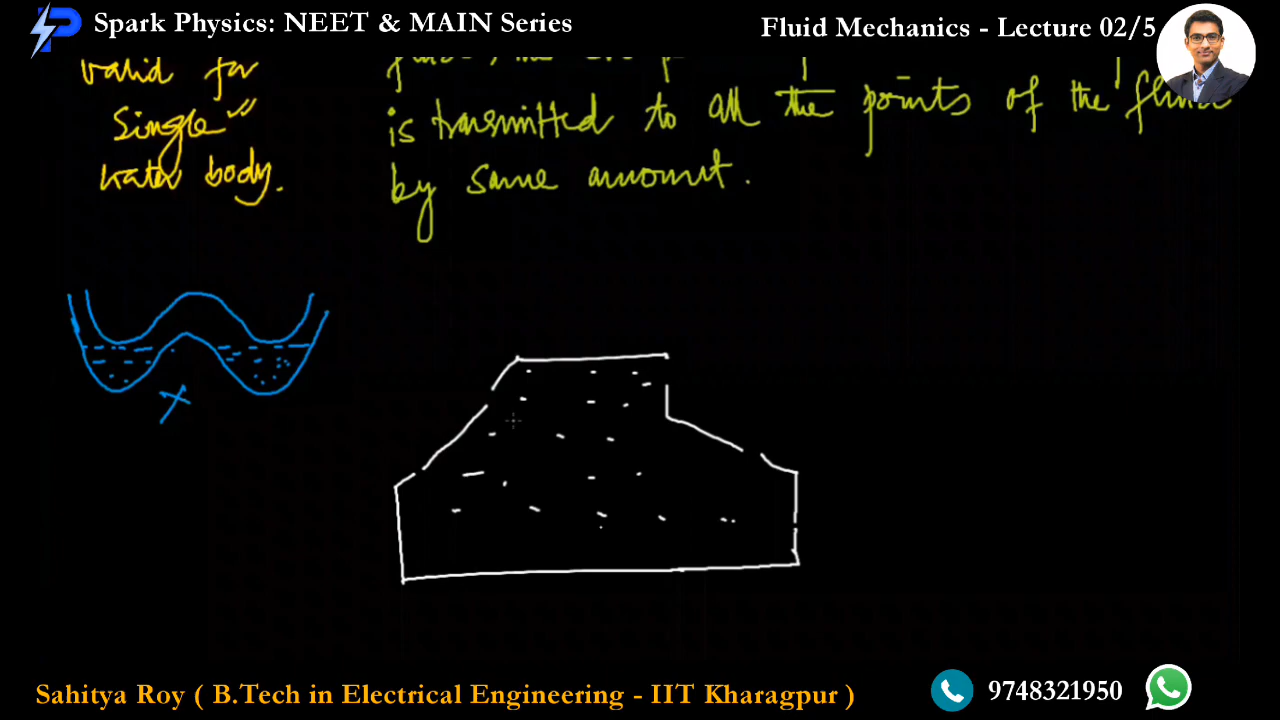 Spark Physics: NEET & MAIN Series
Fluid Mechanics - Lecture 02/5
valid for
Single"
water body.
is transmitted to all the points of the fluid
by same amount.
Sahitya Roy ( B.Tech in Electrical Engineering - IIT Kharagpur )
9748321950